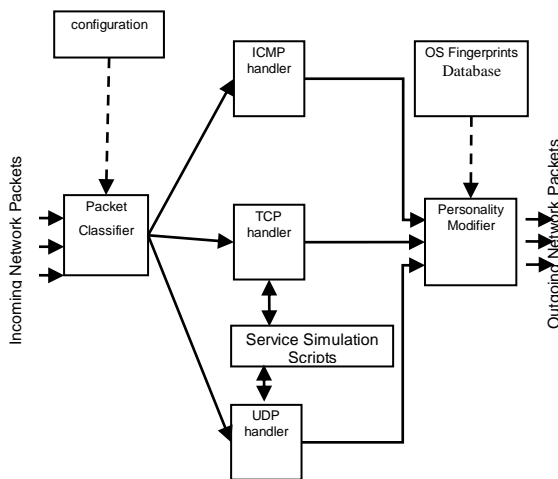 configuration
ICMP
handler
OS Fingerprints
Database
Incoming Network Packets
Packet
Classifier
TCP
handler
Personality
Modifier
Outgoing Network Packets
Service Simulation
Scripts
UDP
handler